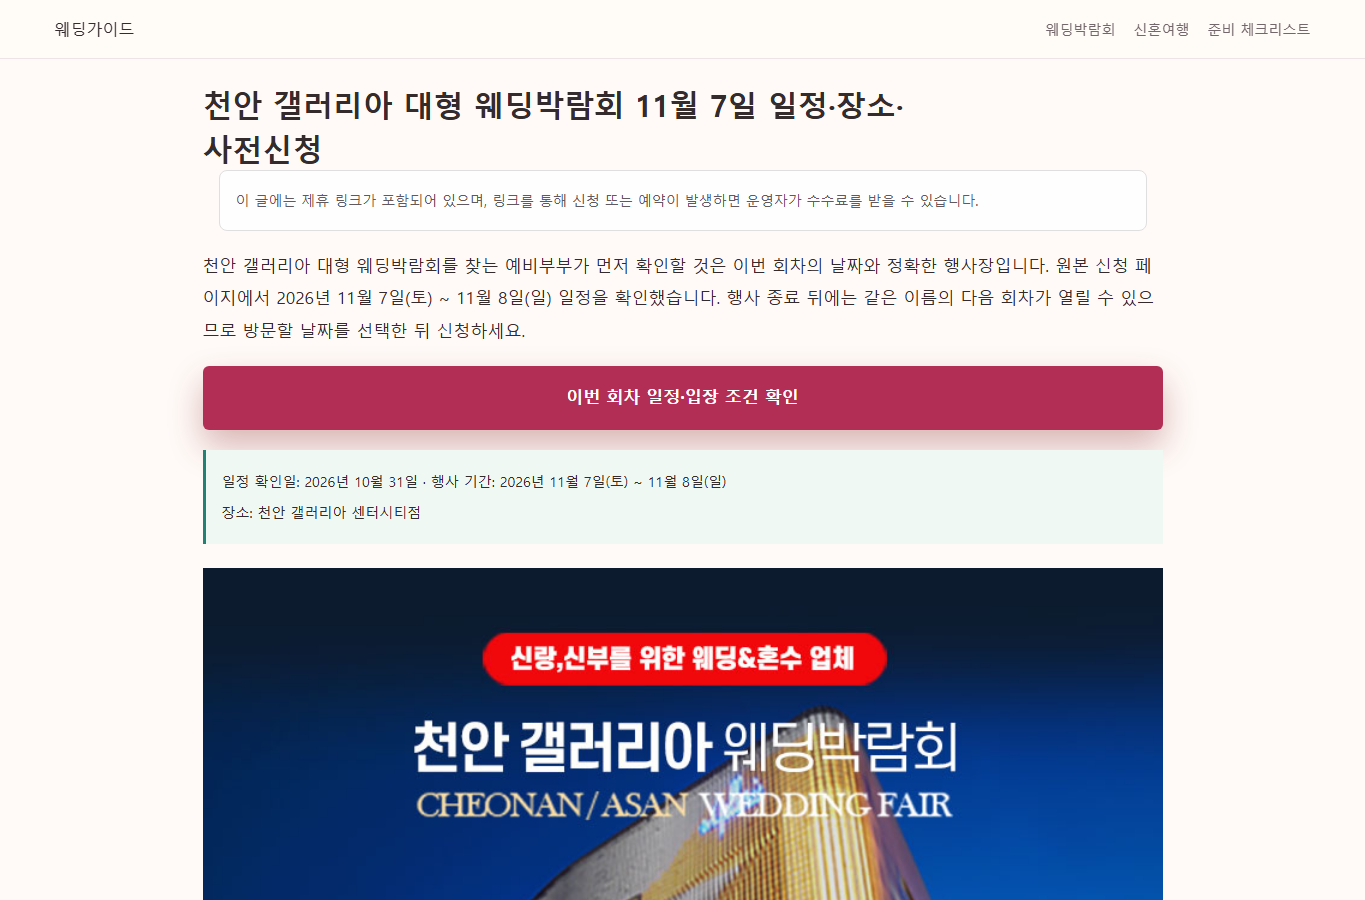 웨딩가이드
웨딩박람회 신혼여행 준비 체크리스트
천안 갤러리아 대형 웨딩박람회 11월 7일 일정·장소·
사전신청
이 글에는 제휴 링크가 포함되어 있으며, 링크를 통해 신청 또는 예약이 발생하면 운영자가 수수료를 받을 수 있습니다.
천안 갤러리아 대형 웨딩박람회를 찾는 예비부부가 먼저 확인할 것은 이번 회차의 날짜와 정확한 행사장입니다. 원본 신청 페
이지에서 2026년 11월 7일(토) ~ 11월 8일(일) 일정을 확인했습니다. 행사 종료 뒤에는 같은 이름의 다음 회차가 열릴 수 있으
므로 방문할 날짜를 선택한 뒤 신청하세요.
이번 회차 일정·입장 조건 확인
일정 확인일: 2026년 10월 31일 · 행사 기간: 2026년 11월 7일(토) ~ 11월 8일(일)
장소: 천안 갤러리아 센터시티점
신랑,신부를 위한 웨딩&혼수 업체
천안 갤러리아 웨딩박람회
CHEONAN / ASAN WEDDING FAIR